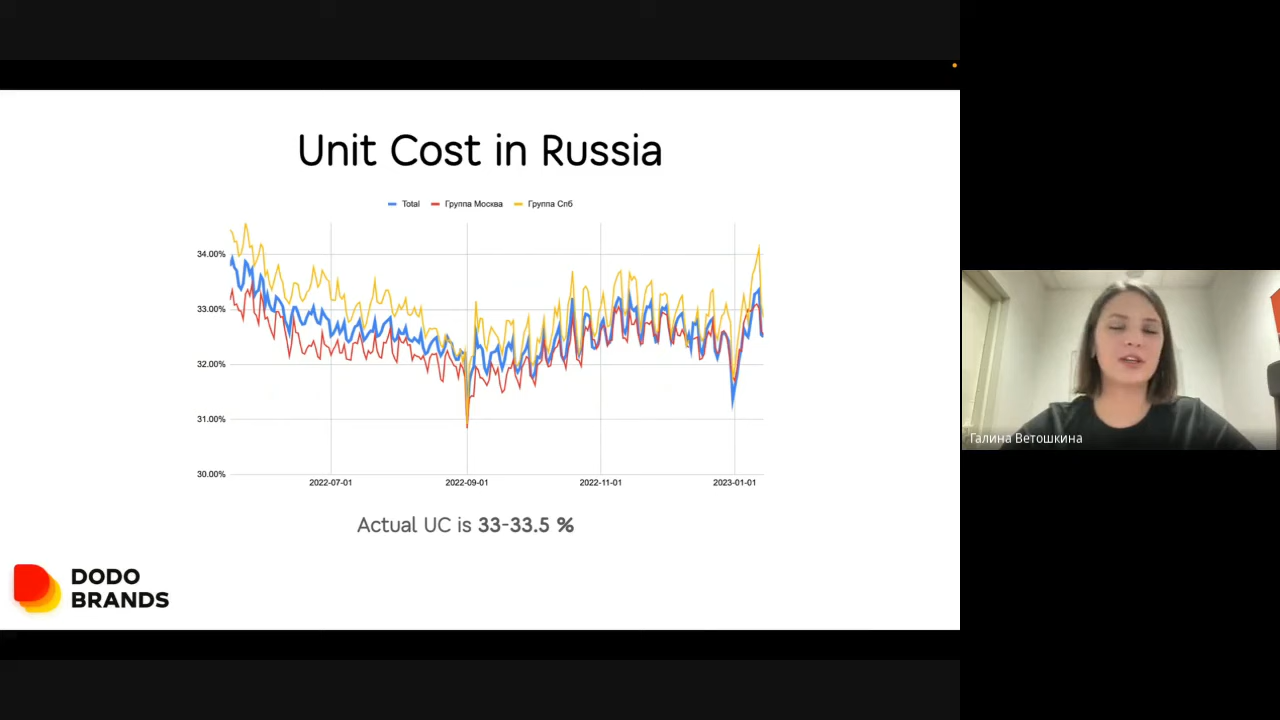 Unit Cost in Russia
Total Группа Москва Группа Спб
34.00%
33.00%
32.00%
31.00%
30.00%
2022-07-01 2022-09-01 2022-11-01 2023-01-01
Actual UC is 33-33.5 %
DODO
BRANDS
Галина Ветошкина